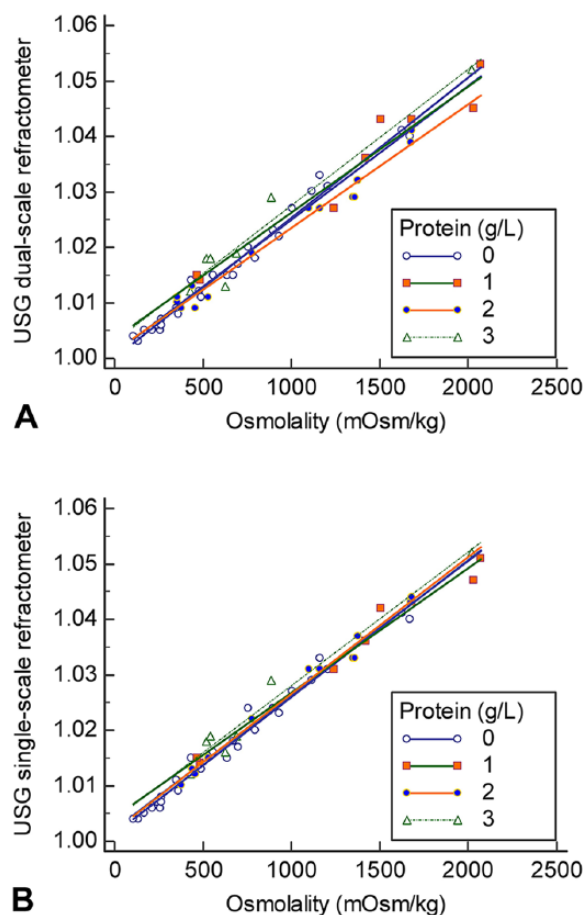 1.06
1.05
1.04
1.03
1.02
1.01
1.00
USG dual-scale refractometer
Protein (g/L)
0
1
2
3
0 500 1000 1500 2000 2500
Osmolality (mOsm/kg)
A
1.06
1.05
1.04
1.03
1.02
1.01
1.00
USG single-scale refractometer
Protein (g/L)
0
1
2
3
0 500 1000 1500 2000 2500
Osmolality (mOsm/kg)
B